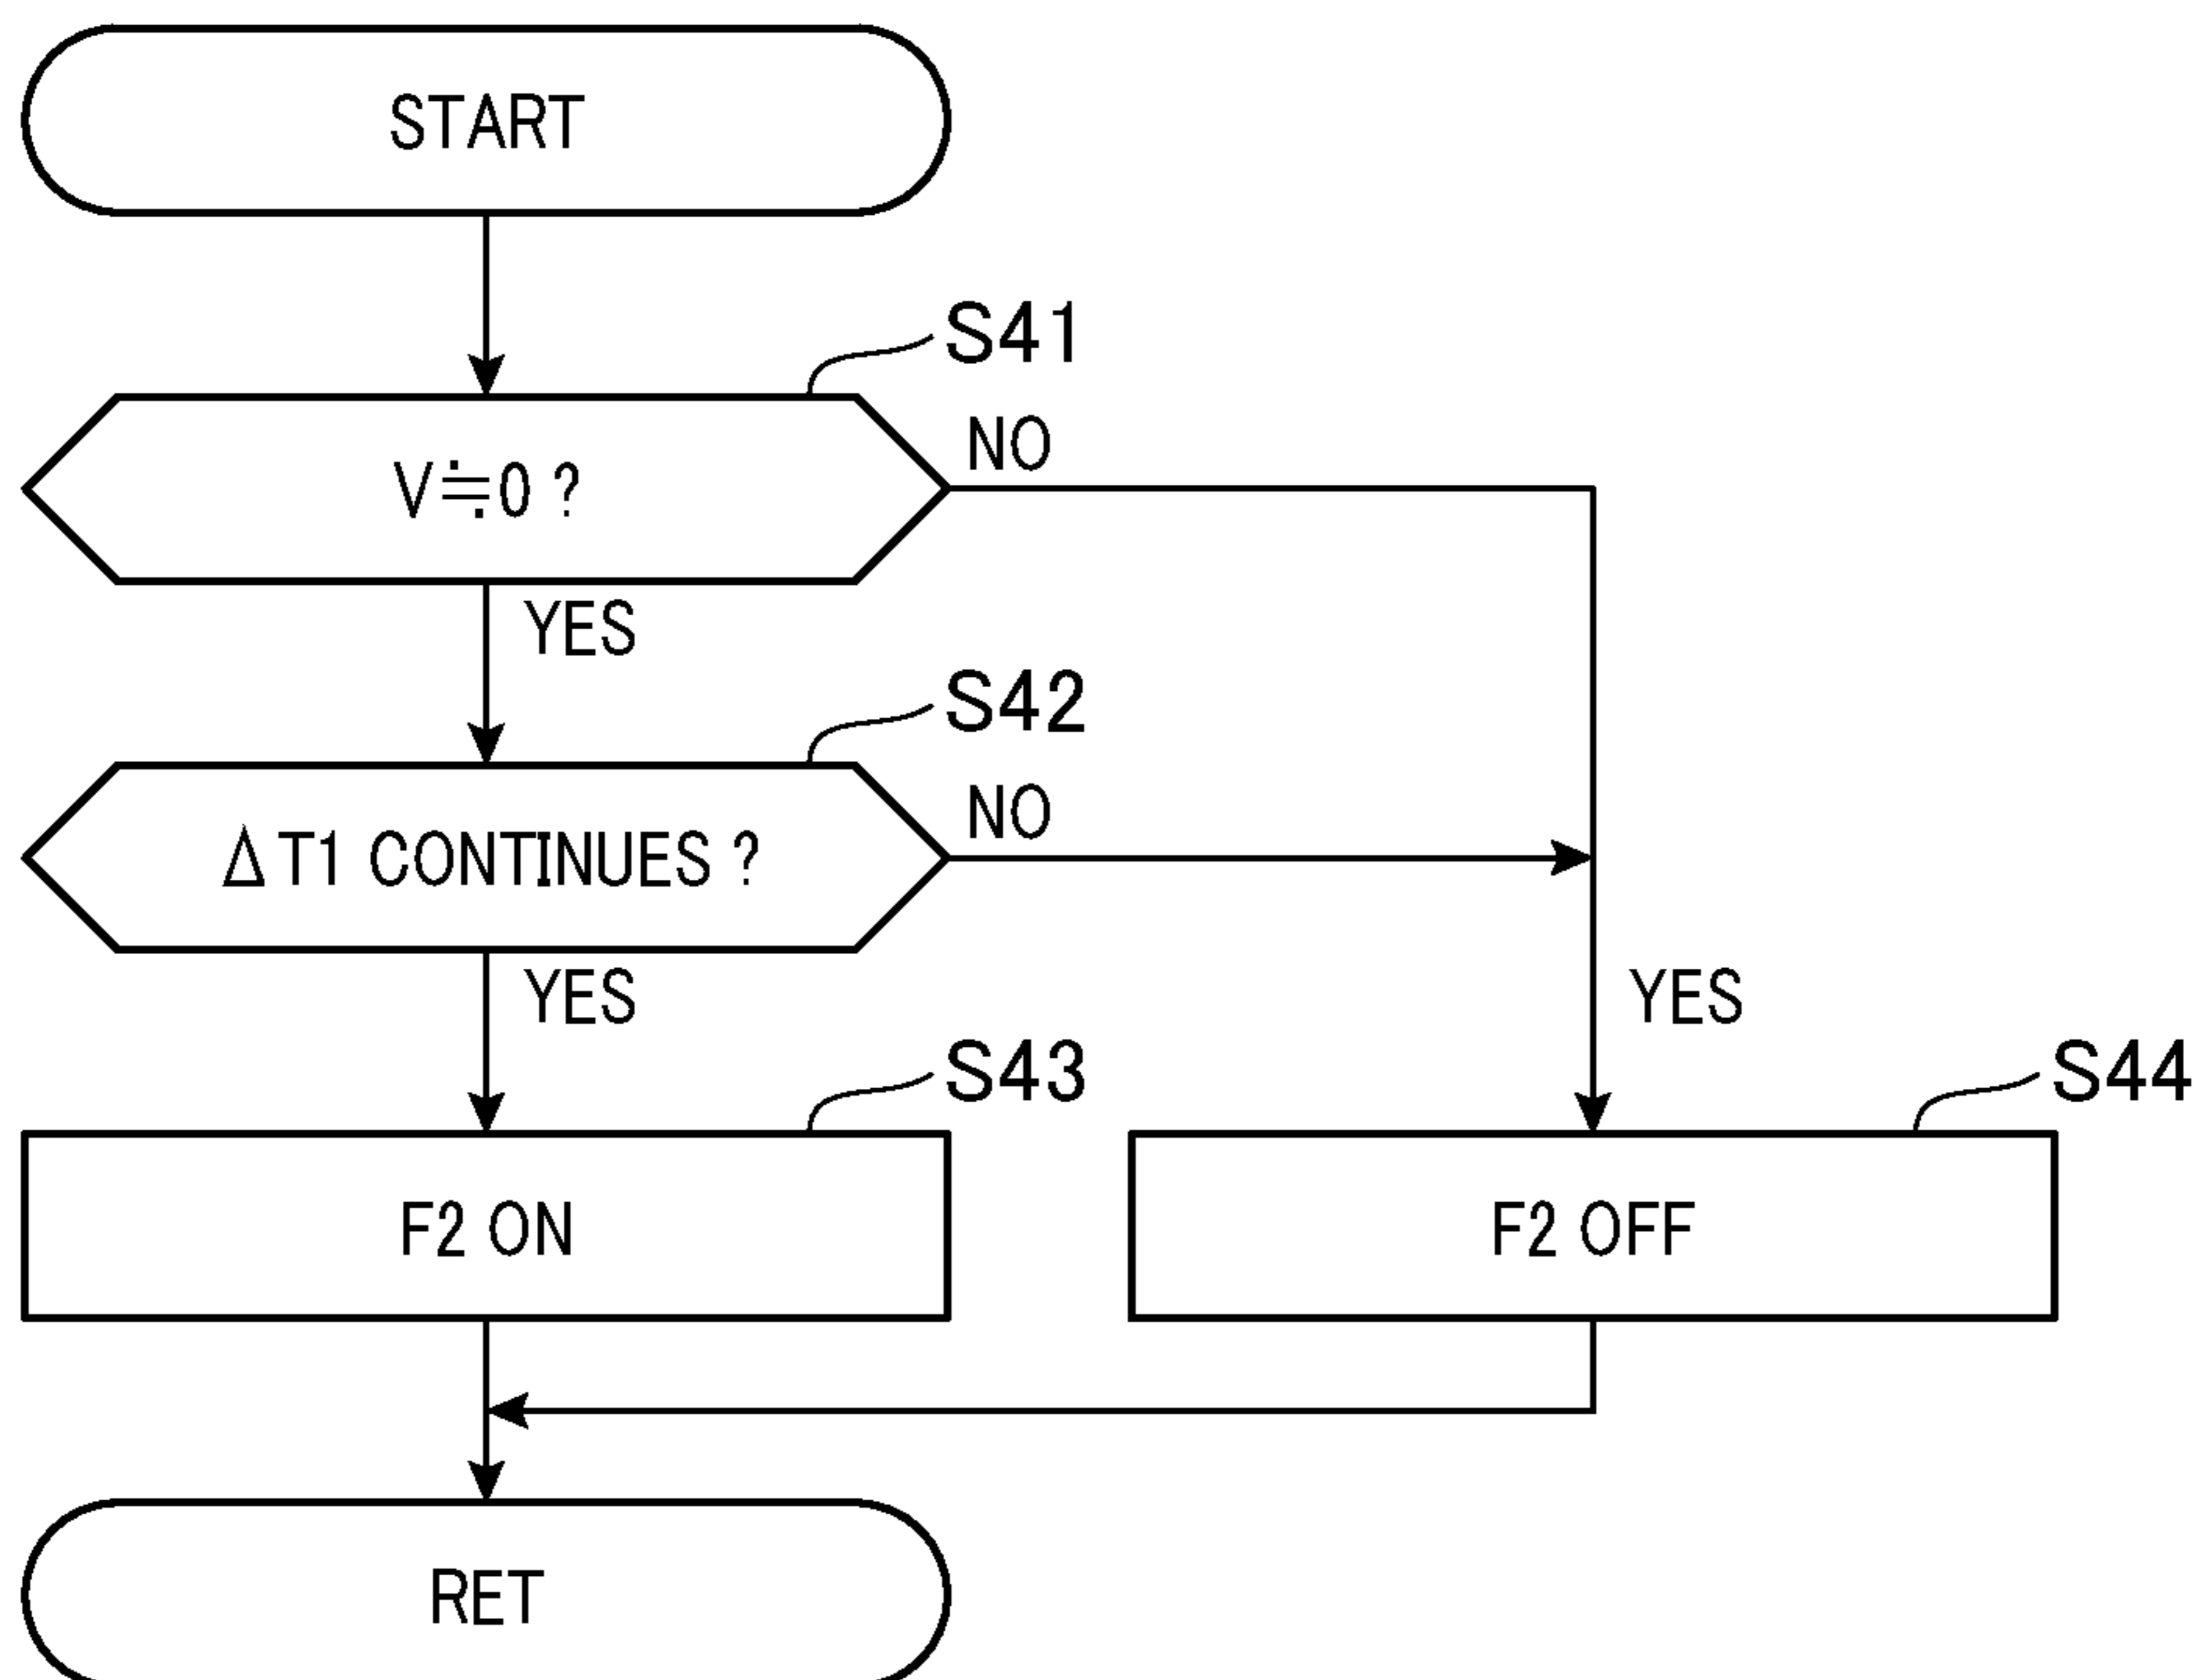 START
S41
V≒0 ?
NO
YES
S42
ΔT1 CONTINUES ?
NO
YES
YES
S43
S44
F2 ON
F2 OFF
RET